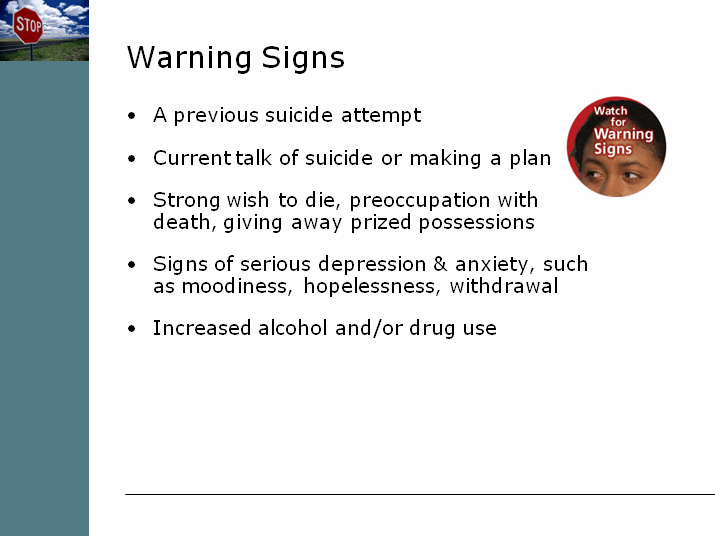 STOP
Warning Signs
• A previous suicide attempt
• Current talk of suicide or making a plan
• Strong wish to die, preoccupation with
death, giving away prized possessions
• Signs of serious depression & anxiety, such
as moodiness, hopelessness, withdrawal
• Increased alcohol and/or drug use
Watch
for
Warning
Signs